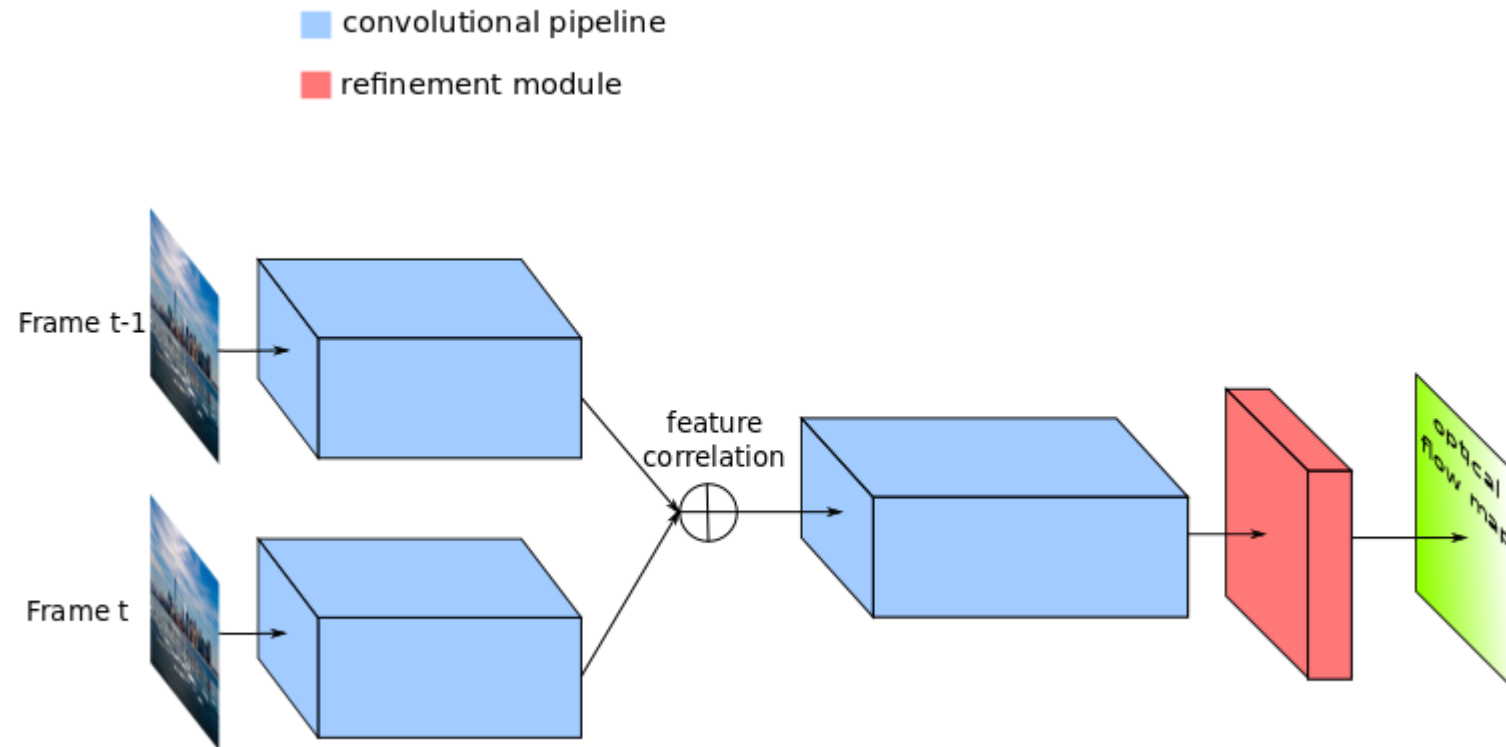 convolutional pipeline
refinement module
Frame t-1
feature
correlation
Frame t
optical
flow map